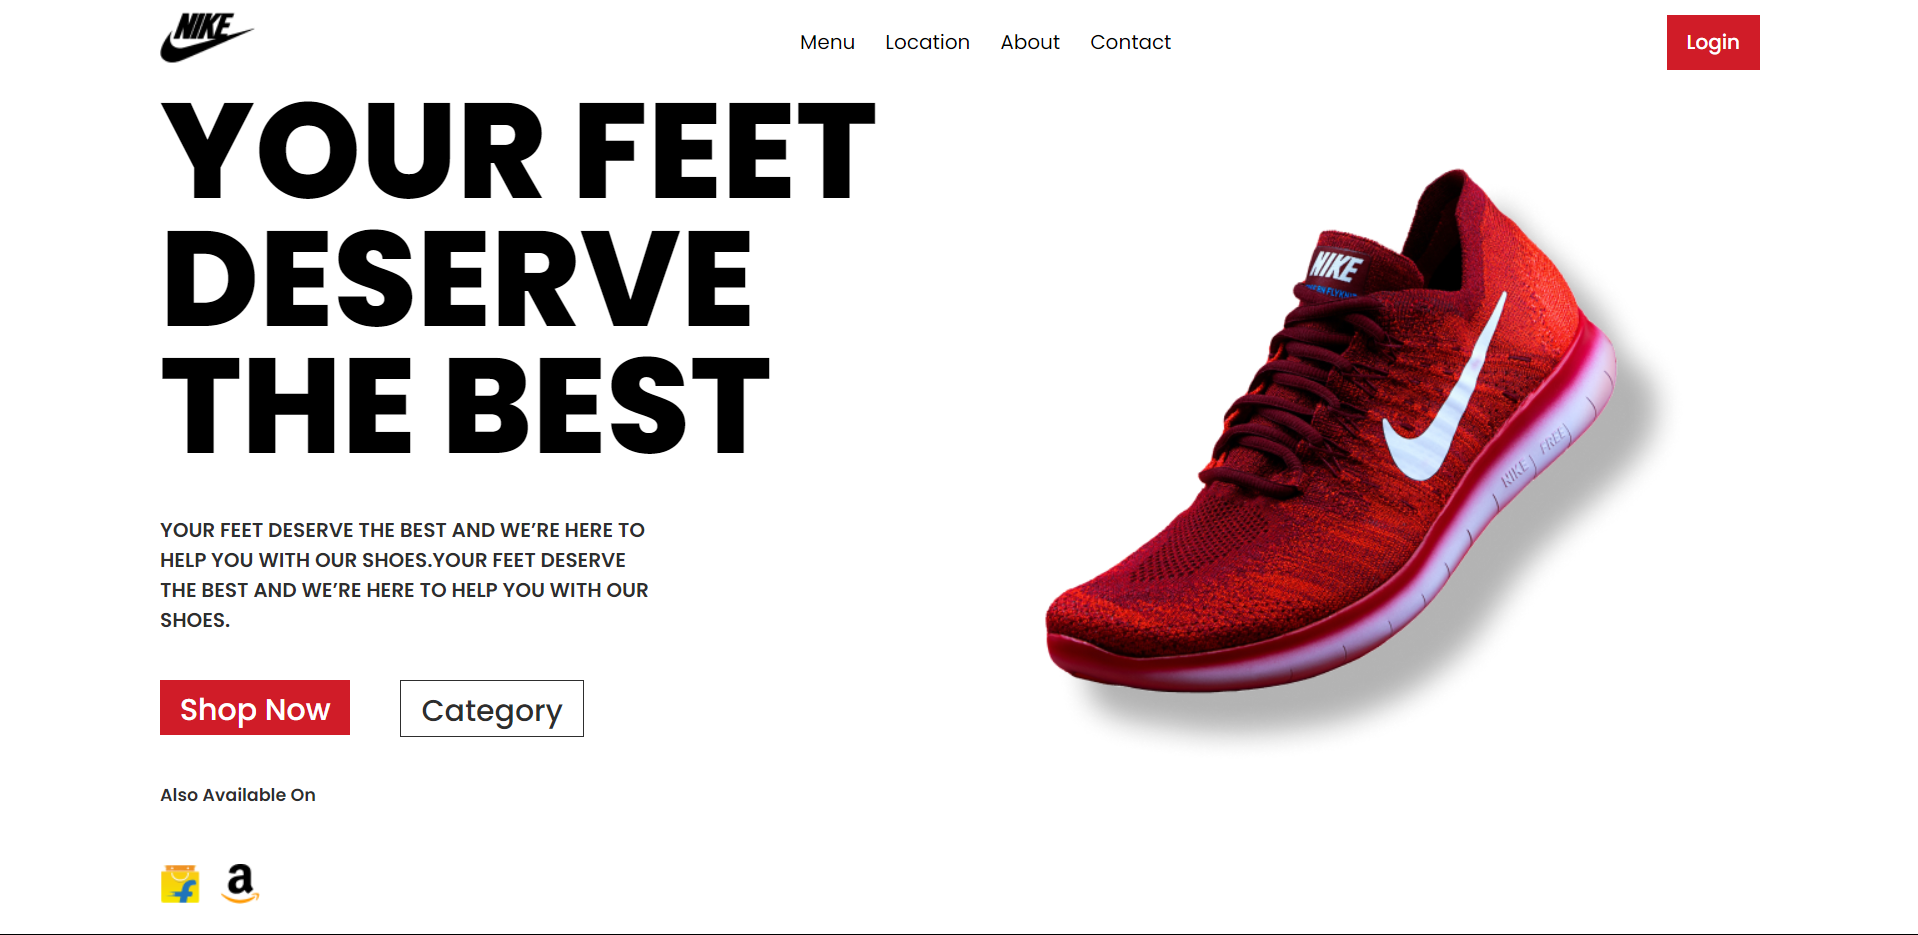 NIKE
Menu Location About Contact
Login
YOUR FEET
DESERVE
THE BEST
NIKE
NIKE FREE
YOUR FEET DESERVE THE BEST AND WE’RE HERE TO
HELP YOU WITH OUR SHOES.YOUR FEET DESERVE
THE BEST AND WE’RE HERE TO HELP YOU WITH OUR
SHOES.
Shop Now
Category
Also Available On
f
a